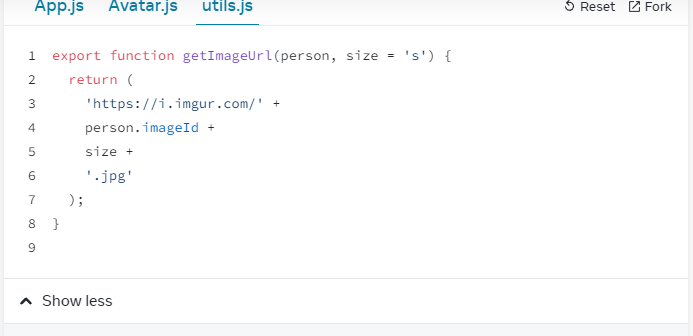 App.js Avatar.js utils.js Reset Fork
1 export function getImageUrl(person, size = 's') {
2   return (
3     'https://i.imgur.com/' +
4     person.imageId +
5     size +
6     '.jpg'
7   );
8 }
9
Show less